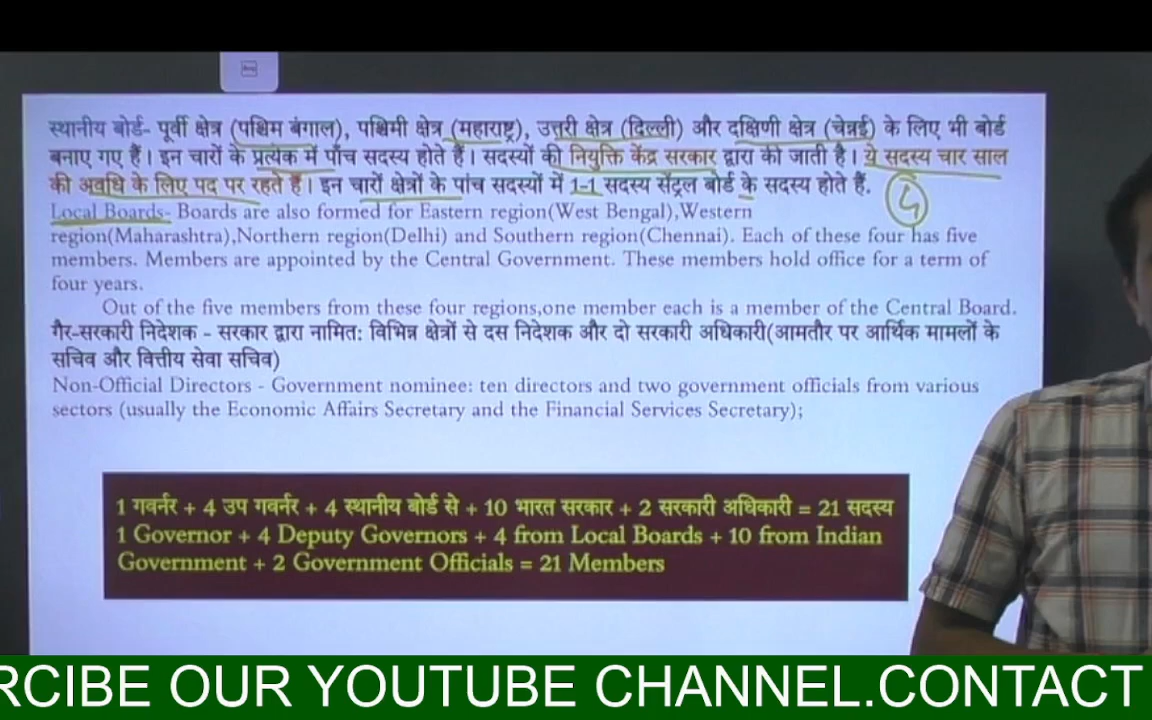 स्थानीय बोर्ड- पूर्वी क्षेत्र (पश्चिम बंगाल), पश्चिमी क्षेत्र (महाराष्ट्र), उत्तरी क्षेत्र (दिल्ली) और दक्षिणी क्षेत्र (चेन्नई) के लिए भी बोर्ड
बनाए गए हैं। इन चारों के प्रत्येक में पाँच सदस्य होते हैं। सदस्यों की नियुक्ति केंद्र सरकार द्वारा की जाती है। ये सदस्य चार साल
की अवधि के लिए पद पर रहते हैं। इन चारों क्षेत्रों के पांच सदस्यों में 1-1 सदस्य सेंट्रल बोर्ड के सदस्य होते हैं.
Local Boards- Boards are also formed for Eastern region(West Bengal),Western
region(Maharashtra),Northern region(Delhi) and Southern region(Chennai). Each of these four has five
members. Members are appointed by the Central Government. These members hold office for a term of
four years.
Out of the five members from these four regions,one member each is a member of the Central Board.
गैर-सरकारी निदेशक - सरकार द्वारा नामित: विभिन्न क्षेत्रों से दस निदेशक और दो सरकारी अधिकारी(आमतौर पर आर्थिक मामलों के
सचिव और वित्तीय सेवा सचिव)
Non-Official Directors - Government nominee: ten directors and two government officials from various
sectors (usually the Economic Affairs Secretary and the Financial Services Secretary);
1 गवर्नर + 4 उप गवर्नर + 4 स्थानीय बोर्ड से + 10 भारत सरकार + 2 सरकारी अधिकारी = 21 सदस्य
1 Governor + 4 Deputy Governors + 4 from Local Boards + 10 from Indian
Government + 2 Government Officials = 21 Members
RCIBE OUR YOUTUBE CHANNEL.CONTACT